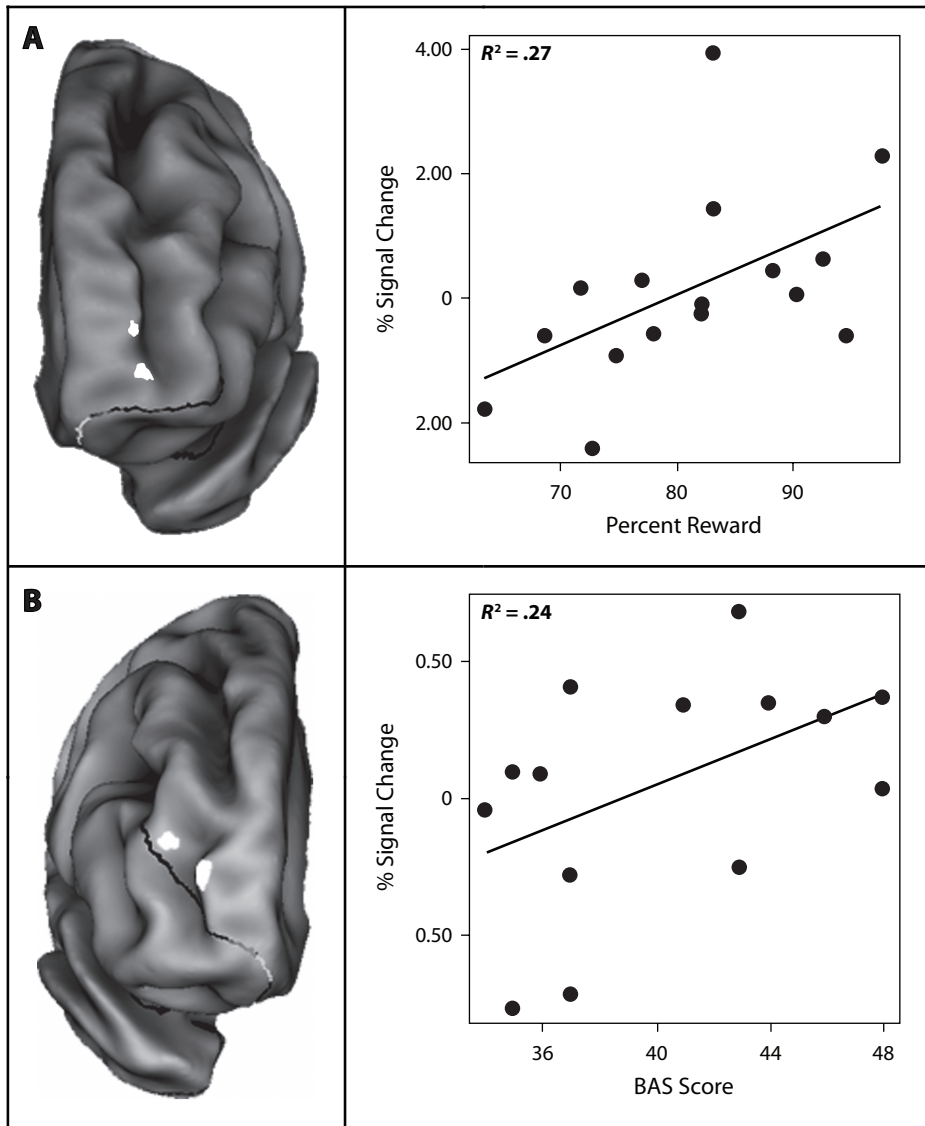 A
R² = .27
4.00
2.00
0
2.00
% Signal Change
70 80 90
Percent Reward
B
R² = .24
0.50
0
0.50
% Signal Change
36 40 44 48
BAS Score